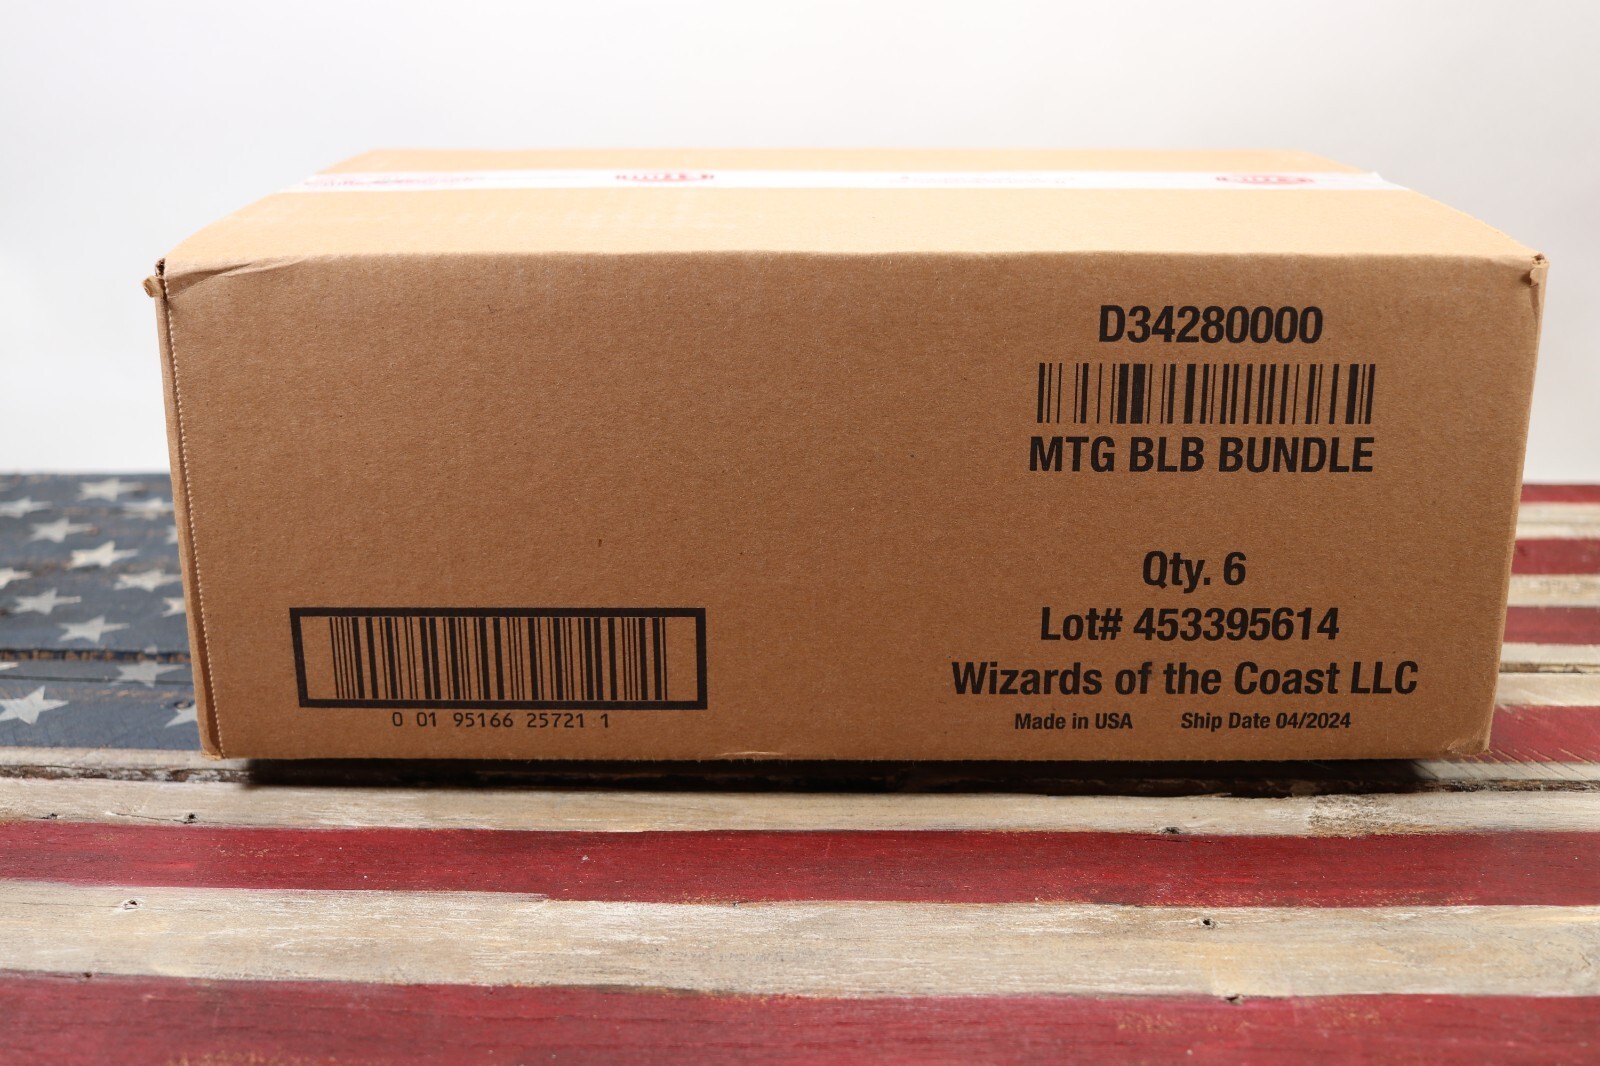 D34280000
MTG BLB BUNDLE
Qty. 6
Lot# 453395614
Wizards of the Coast LLC
Made in USA Ship Date 04/2024
0 01 95166 25721 1